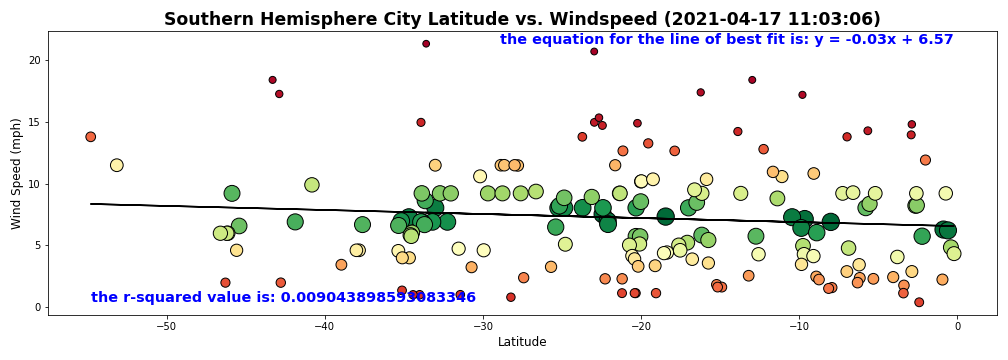 Southern Hemisphere City Latitude vs. Windspeed (2021-04-17 11:03:06)
the equation for the line of best fit is: y = -0.03x + 6.57
20
15
10
5
0
Wind Speed (mph)
the r-squared value is: 0.009043898593083346
−50
−40
−30
−20
−10
0
Latitude